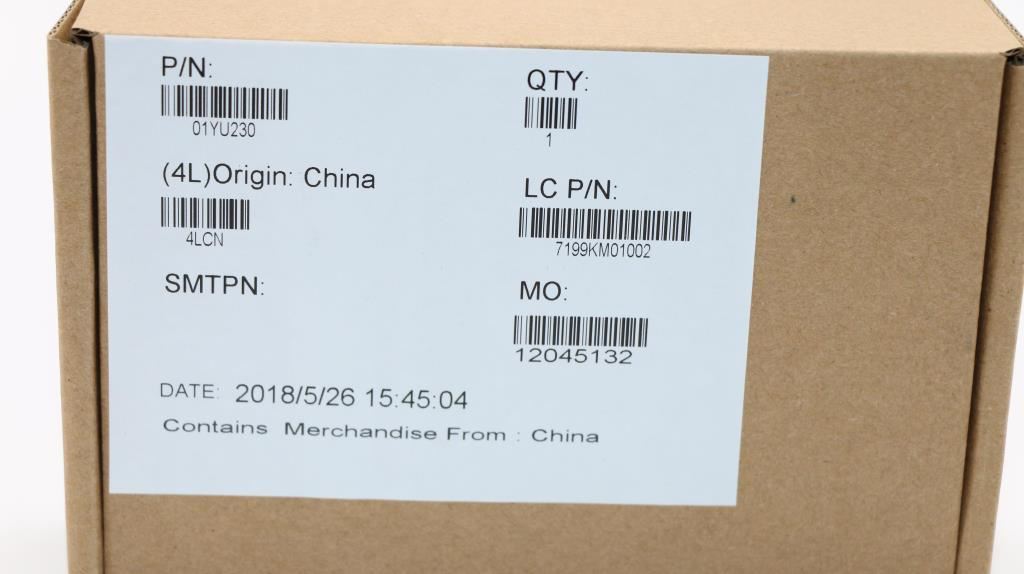 P/N:
01YU230
QTY:
1
(4L)Origin: China
4LCN
LC P/N:
7199KM01002
SMTPN:
MO:
12045132
DATE: 2018/5/26 15:45:04
Contains Merchandise From : China